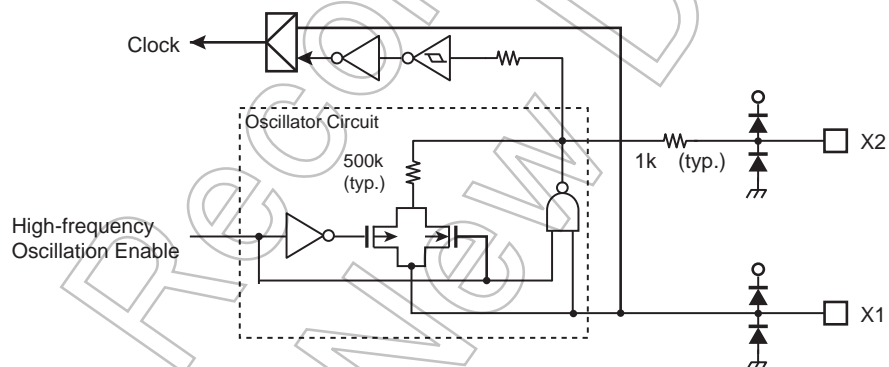 Clock
Oscillator Circuit
500k
(typ.)
1k (typ.)
X2
High-frequency
Oscillation Enable
X1